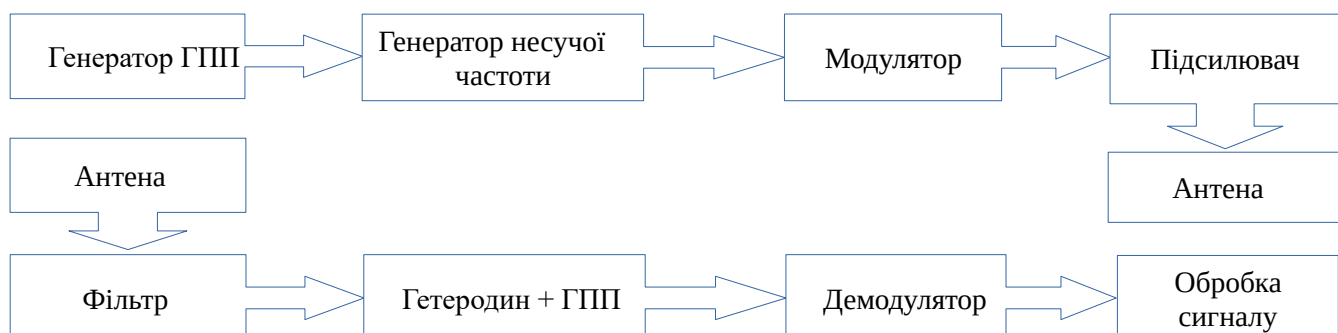 Генератор ГПП
Генератор несучої
частоти
Модулятор
Підсилювач
Антена
Антена
Фільтр
Гетеродин + ГПП
Демодулятор
Обробка
сигналу